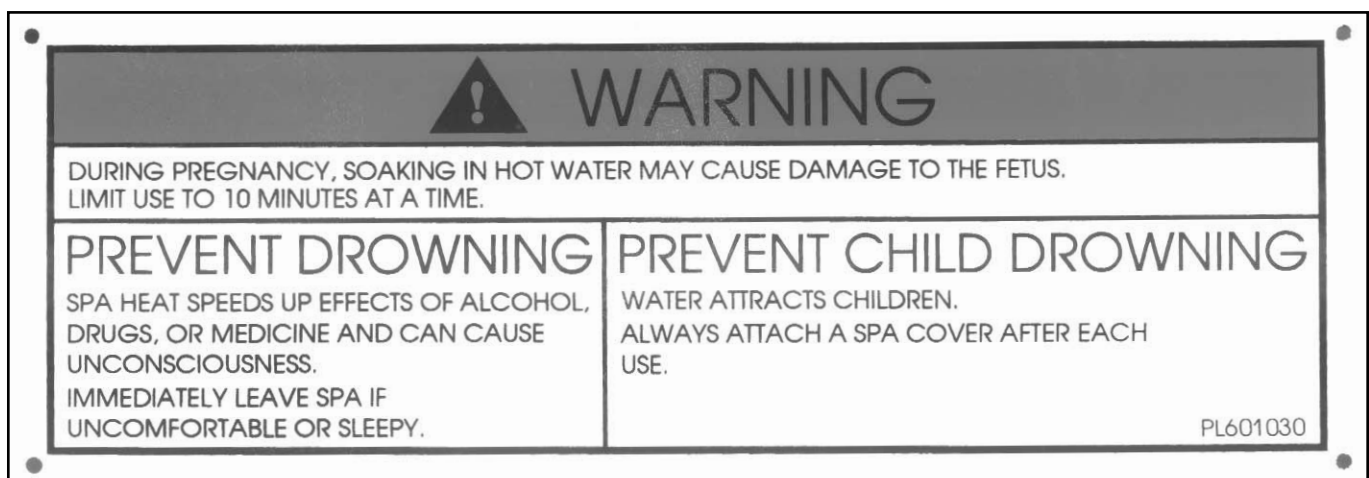 WARNING
DURING PREGNANCY, SOAKING IN HOT WATER MAY CAUSE DAMAGE TO THE FETUS.
LIMIT USE TO 10 MINUTES AT A TIME.
PREVENT DROWNING
SPA HEAT SPEEDS UP EFFECTS OF ALCOHOL,
DRUGS, OR MEDICINE AND CAN CAUSE
UNCONSCIOUSNESS.
IMMEDIATELY LEAVE SPA IF
UNCOMFORTABLE OR SLEEPY.
PREVENT CHILD DROWNING
WATER ATTRACTS CHILDREN.
ALWAYS ATTACH A SPA COVER AFTER EACH
USE.
PL601030